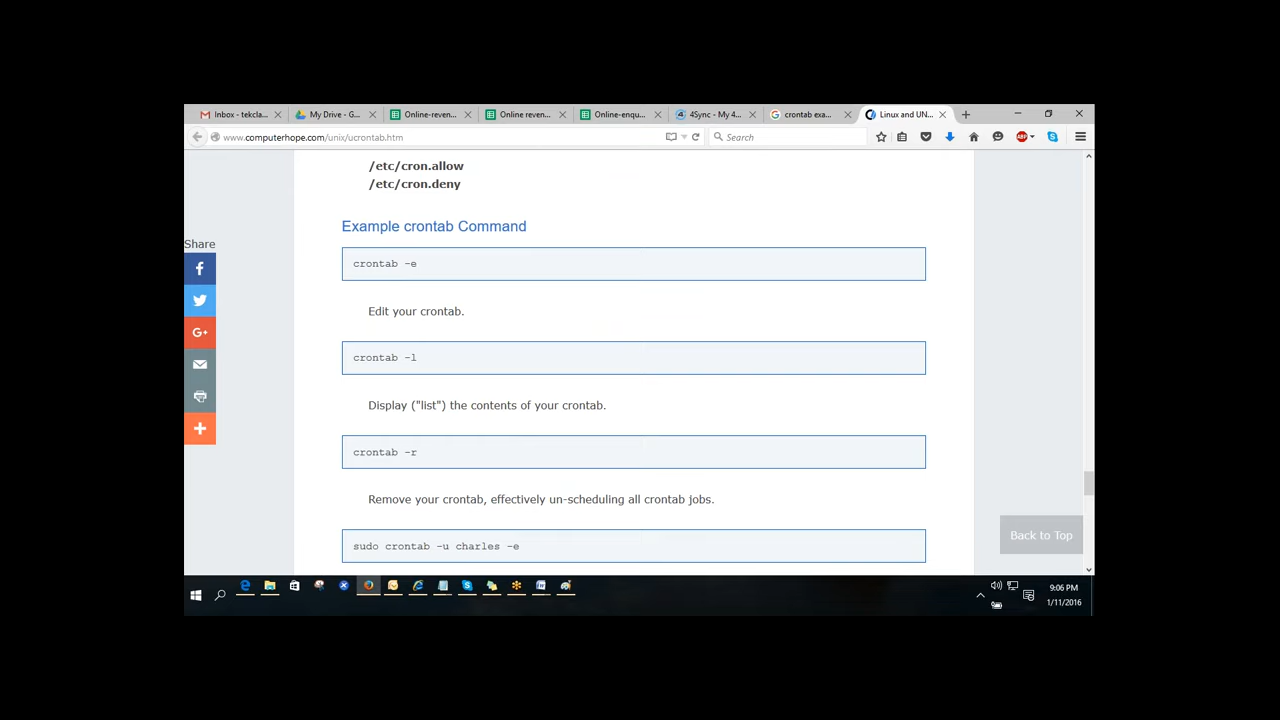 Inbox - tekcla...
My Drive - G...
Online-reven...
Online reven...
Online-enqu...
4Sync - My 4...
crontab exa...
Linux and UN...
www.computerhope.com/unix/ucrontab.htm
Search
/etc/cron.allow
/etc/cron.deny
Example crontab Command
Share
crontab -e
Edit your crontab.
crontab -l
Display ("list") the contents of your crontab.
crontab -r
Remove your crontab, effectively un-scheduling all crontab jobs.
Back to Top
sudo crontab -u charles -e
9:06 PM
1/11/2016